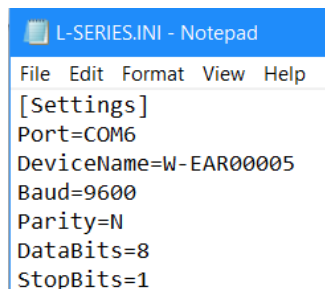 L-SERIES.INI - Notepad
File Edit Format View Help
[Settings]
Port=COM6
DeviceName=W-EAR00005
Baud=9600
Parity=N
DataBits=8
StopBits=1